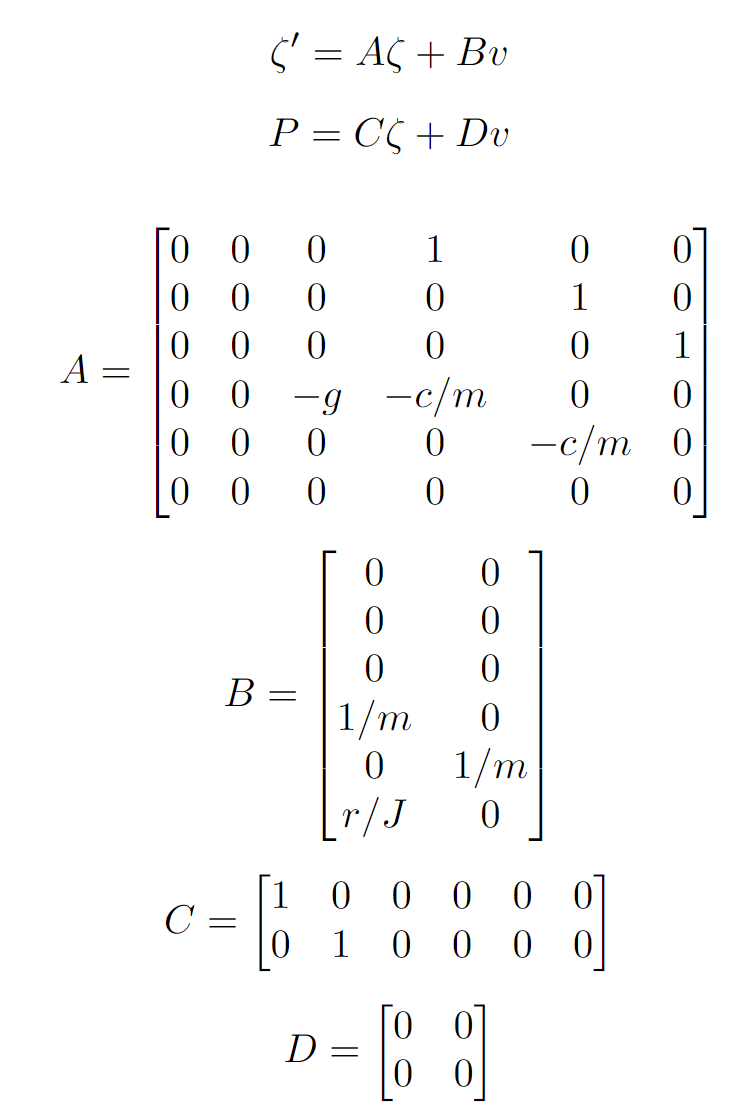 ζ′ = Aζ + Bv
P = Cζ + Dv
A = [0 0 0 1 0 0
0 0 0 0 1 0
0 0 0 0 0 1
0 0 −g −c/m 0 0
0 0 0 0 −c/m 0
0 0 0 0 0 0]
B = [0 0
0 0
0 0
1/m 0
0 1/m
r/J 0]
C = [1 0 0 0 0 0
0 1 0 0 0 0]
D = [0 0
0 0]